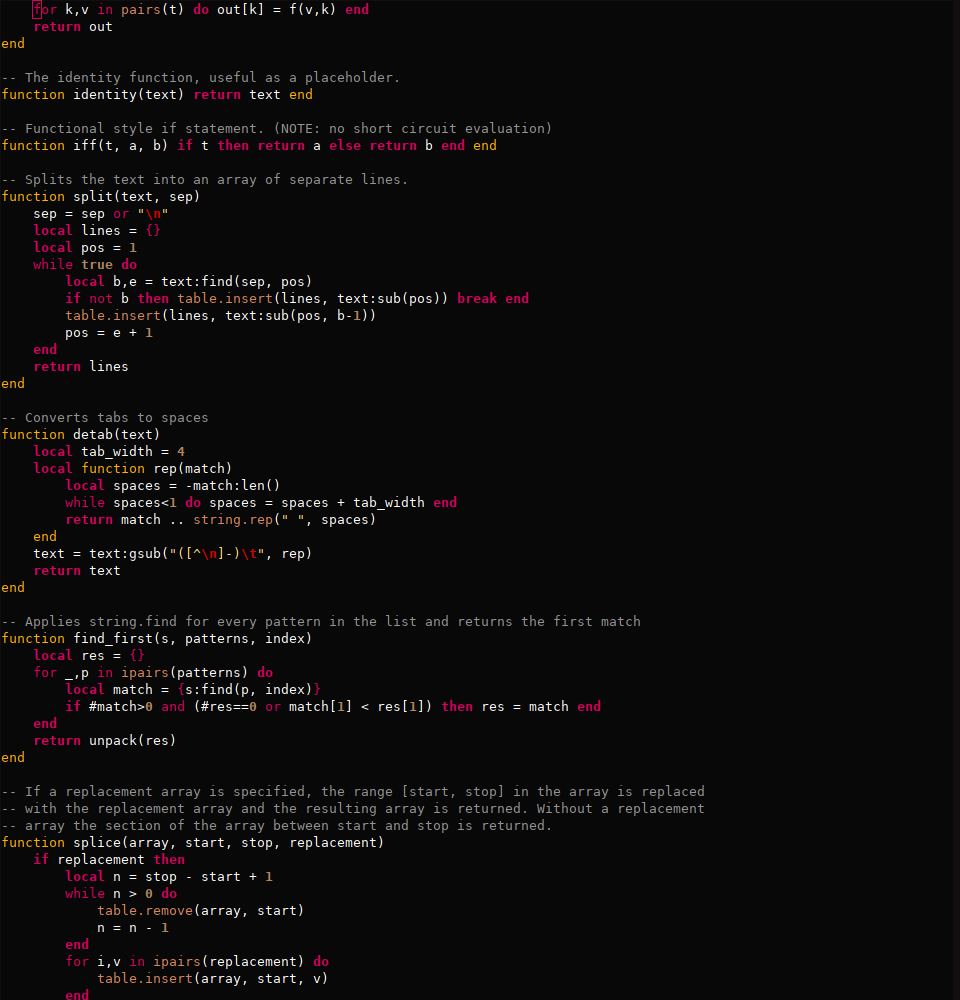 for k,v in pairs(t) do out[k] = f(v,k) end
    return out
end

-- The identity function, useful as a placeholder.
function identity(text) return text end

-- Functional style if statement. (NOTE: no short circuit evaluation)
function iff(t, a, b) if t then return a else return b end end

-- Splits the text into an array of separate lines.
function split(text, sep)
    sep = sep or "\n"
    local lines = {}
    local pos = 1
    while true do
        local b,e = text:find(sep, pos)
        if not b then table.insert(lines, text:sub(pos)) break end
        table.insert(lines, text:sub(pos, b-1))
        pos = e + 1
    end
    return lines
end

-- Converts tabs to spaces
function detab(text)
    local tab_width = 4
    local function rep(match)
        local spaces = -match:len()
        while spaces<1 do spaces = spaces + tab_width end
        return match .. string.rep(" ", spaces)
    end
    text = text:gsub("([^\n]-)\t", rep)
    return text
end

-- Applies string.find for every pattern in the list and returns the first match
function find_first(s, patterns, index)
    local res = {}
    for _,p in ipairs(patterns) do
        local match = {s:find(p, index)}
        if #match>0 and (#res==0 or match[1] < res[1]) then res = match end
    end
    return unpack(res)
end

-- If a replacement array is specified, the range [start, stop] in the array is replaced
-- with the replacement array and the resulting array is returned. Without a replacement
-- array the section of the array between start and stop is returned.
function splice(array, start, stop, replacement)
    if replacement then
        local n = stop - start + 1
        while n > 0 do
            table.remove(array, start)
            n = n - 1
        end
        for i,v in ipairs(replacement) do
            table.insert(array, start, v)
        end